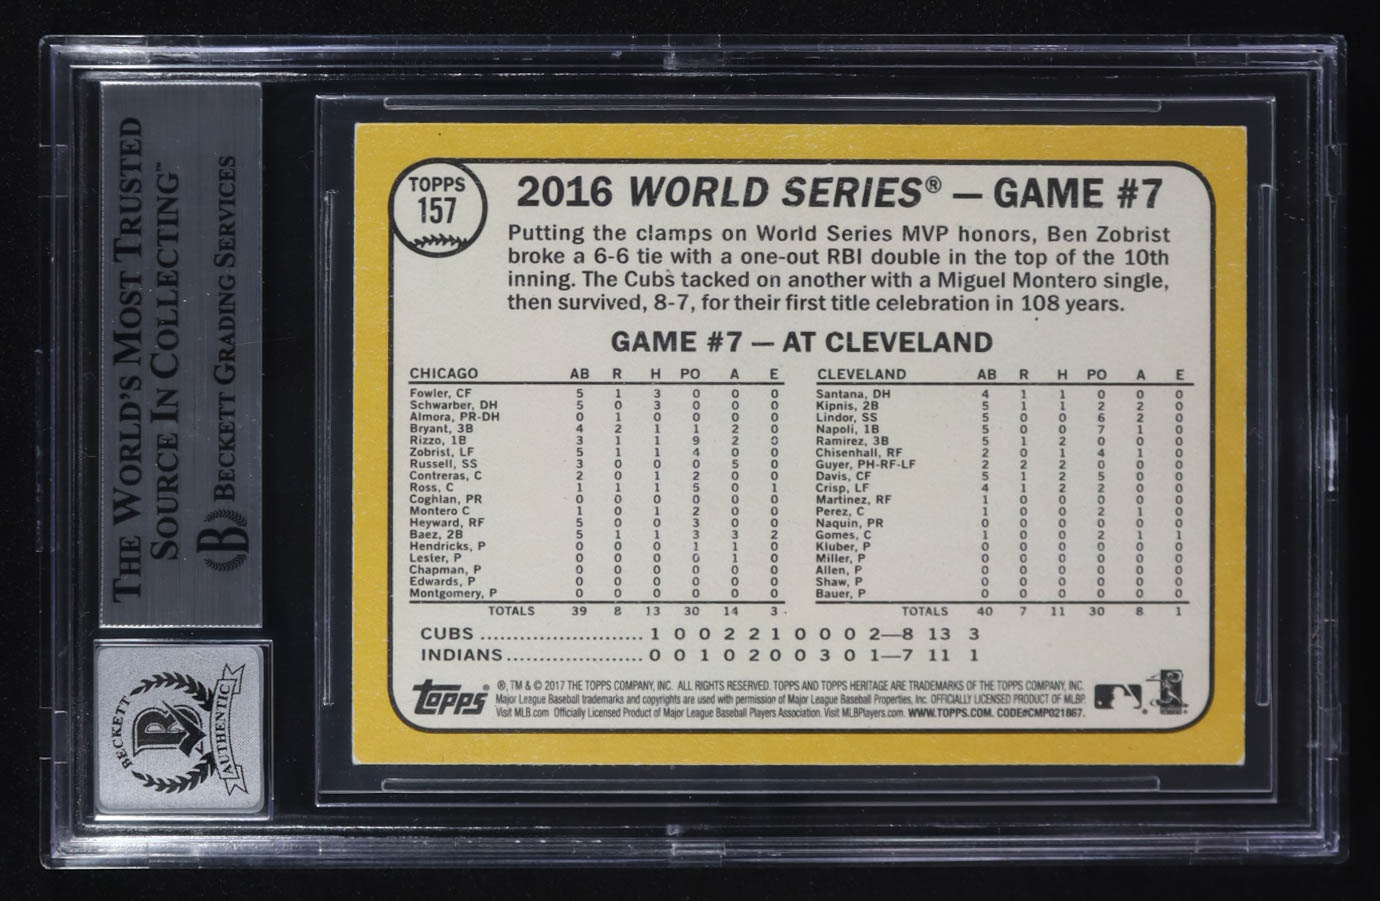 THE WORLD'S MOST TRUSTED
SOURCE IN COLLECTING™
BECKETT GRADING SERVICES
B
BECKETT
AUTHENTIC
TOPPS
157
2016 WORLD SERIES® — GAME #7
Putting the clamps on World Series MVP honors, Ben Zobrist
broke a 6-6 tie with a one-out RBI double in the top of the 10th
inning. The Cubs tacked on another with a Miguel Montero single,
then survived, 8-7, for their first title celebration in 108 years.
GAME #7 — AT CLEVELAND
CHICAGO AB R H PO A E
Fowler, CF 5 1 3 0 0 0
Schwarber, DH 5 0 3 0 0 0
Almora, PR-DH 0 1 0 0 0 0
Bryant, 3B 4 2 1 1 2 0
Rizzo, 1B 3 1 1 9 2 0
Zobrist, LF 5 1 1 4 0 0
Russell, SS 3 0 0 0 5 0
Contreras, C 2 0 1 2 0 0
Ross, C 1 1 1 5 0 1
Coghlan, PR 0 0 0 0 0 0
Montero C 1 0 1 2 0 0
Heyward, RF 5 0 0 3 0 0
Baez, 2B 5 1 1 3 3 2
Hendricks, P 0 0 0 1 1 0
Lester, P 0 0 0 0 1 0
Chapman, P 0 0 0 0 0 0
Edwards, P 0 0 0 0 0 0
Montgomery, P 0 0 0 0 0 0
TOTALS 39 8 13 30 14 3
CLEVELAND AB R H PO A E
Santana, DH 4 1 1 0 0 0
Kipnis, 2B 5 1 1 2 2 0
Lindor, SS 5 0 0 6 2 0
Napoli, 1B 5 0 0 7 1 0
Ramirez, 3B 5 1 2 0 0 0
Chisenhall, RF 2 0 1 4 1 0
Guyer, PH-RF-LF 2 2 2 0 0 0
Davis, CF 5 1 2 5 0 0
Crisp, LF 4 1 2 2 0 0
Martinez, RF 1 0 0 0 0 0
Perez, C 1 0 0 2 1 0
Naquin, PR 0 0 0 0 0 0
Gomes, C 1 0 0 2 1 1
Kluber, P 0 0 0 0 0 0
Miller, P 0 0 0 0 0 0
Allen, P 0 0 0 0 0 0
Shaw, P 0 0 0 0 0 0
Bauer, P 0 0 0 0 0 0
TOTALS 40 7 11 30 8 1
CUBS ........................ 1 0 0 2 2 1 0 0 0 2—8 13 3
INDIANS .................... 0 0 1 0 2 0 0 3 0 1—7 11 1
Topps®
®, TM & © 2017 THE TOPPS COMPANY, INC. ALL RIGHTS RESERVED. TOPPS AND TOPPS HERITAGE ARE TRADEMARKS OF THE TOPPS COMPANY, INC.
Major League Baseball trademarks and copyrights are used with permission of Major League Baseball Properties, Inc. OFFICIALLY LICENSED PRODUCT OF MLBP.
Visit MLB.com Officially Licensed Product of Major League Baseball Players Association. Visit MLBPlayers.com. WWW.TOPPS.COM. CODE#CMP021867.